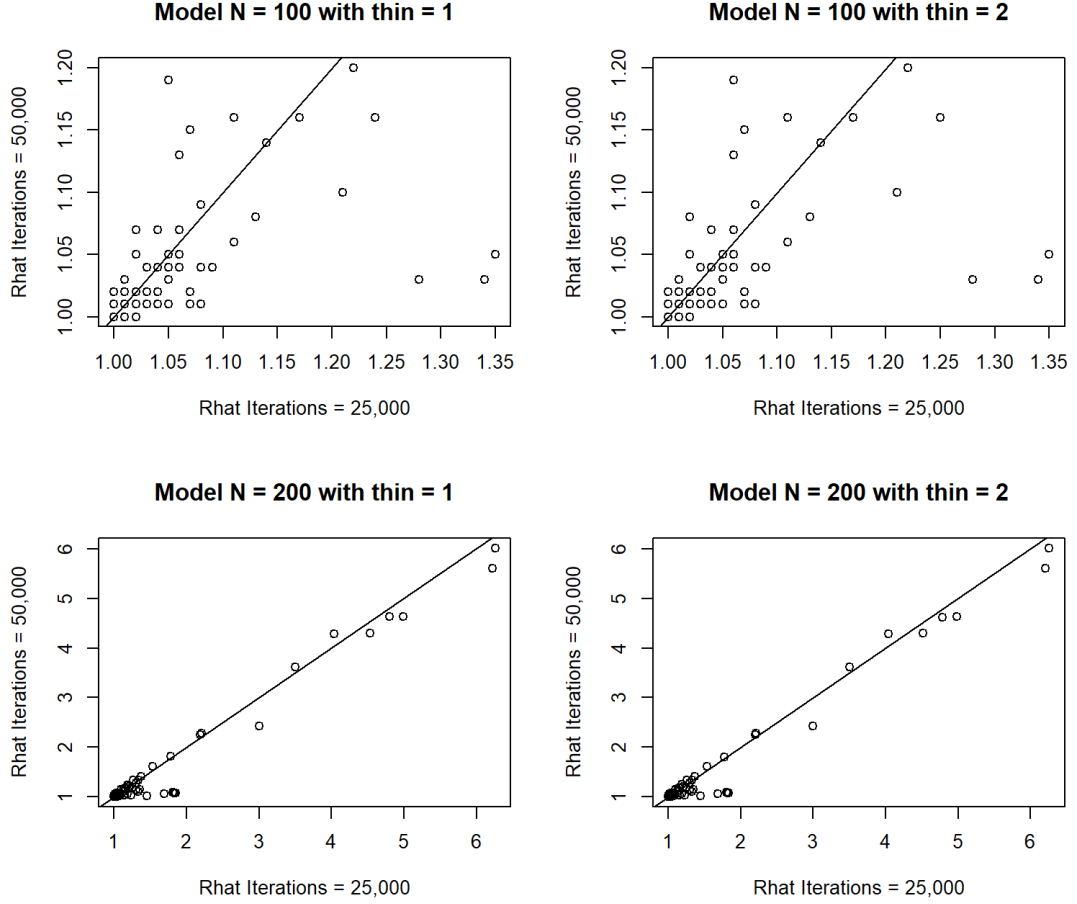 Model N = 100 with thin = 1
Rhat Iterations = 50,000
1.00 1.05 1.10 1.15 1.20
1.00 1.05 1.10 1.15 1.20 1.25 1.30 1.35
Rhat Iterations = 25,000
Model N = 100 with thin = 2
Rhat Iterations = 50,000
1.00 1.05 1.10 1.15 1.20
1.00 1.05 1.10 1.15 1.20 1.25 1.30 1.35
Rhat Iterations = 25,000
Model N = 200 with thin = 1
Rhat Iterations = 50,000
1 2 3 4 5 6
1 2 3 4 5 6
Rhat Iterations = 25,000
Model N = 200 with thin = 2
Rhat Iterations = 50,000
1 2 3 4 5 6
1 2 3 4 5 6
Rhat Iterations = 25,000